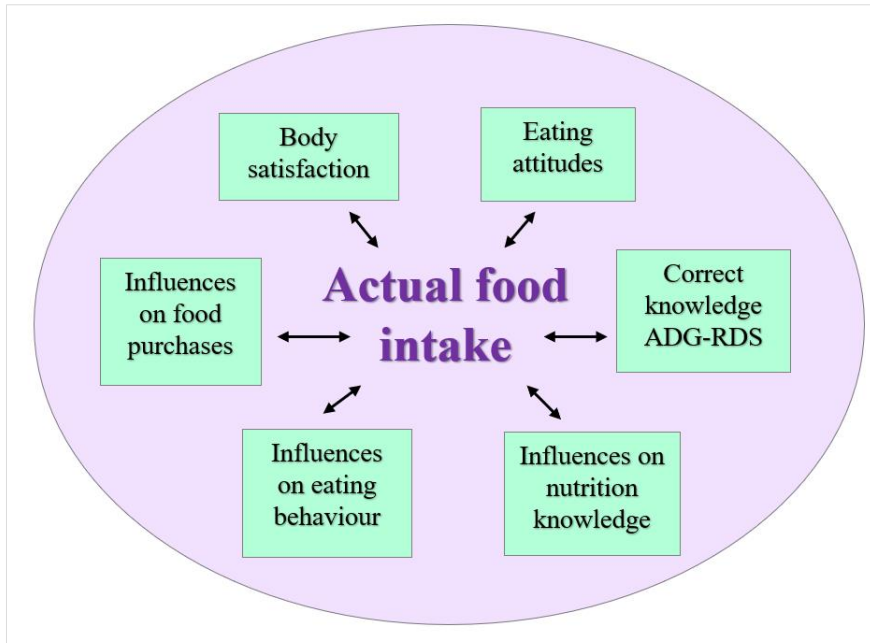 Body
satisfaction
Eating
attitudes
Influences
on food
purchases
Actual food
intake
Correct
knowledge
ADG-RDS
Influences
on eating
behaviour
Influences on
nutrition
knowledge